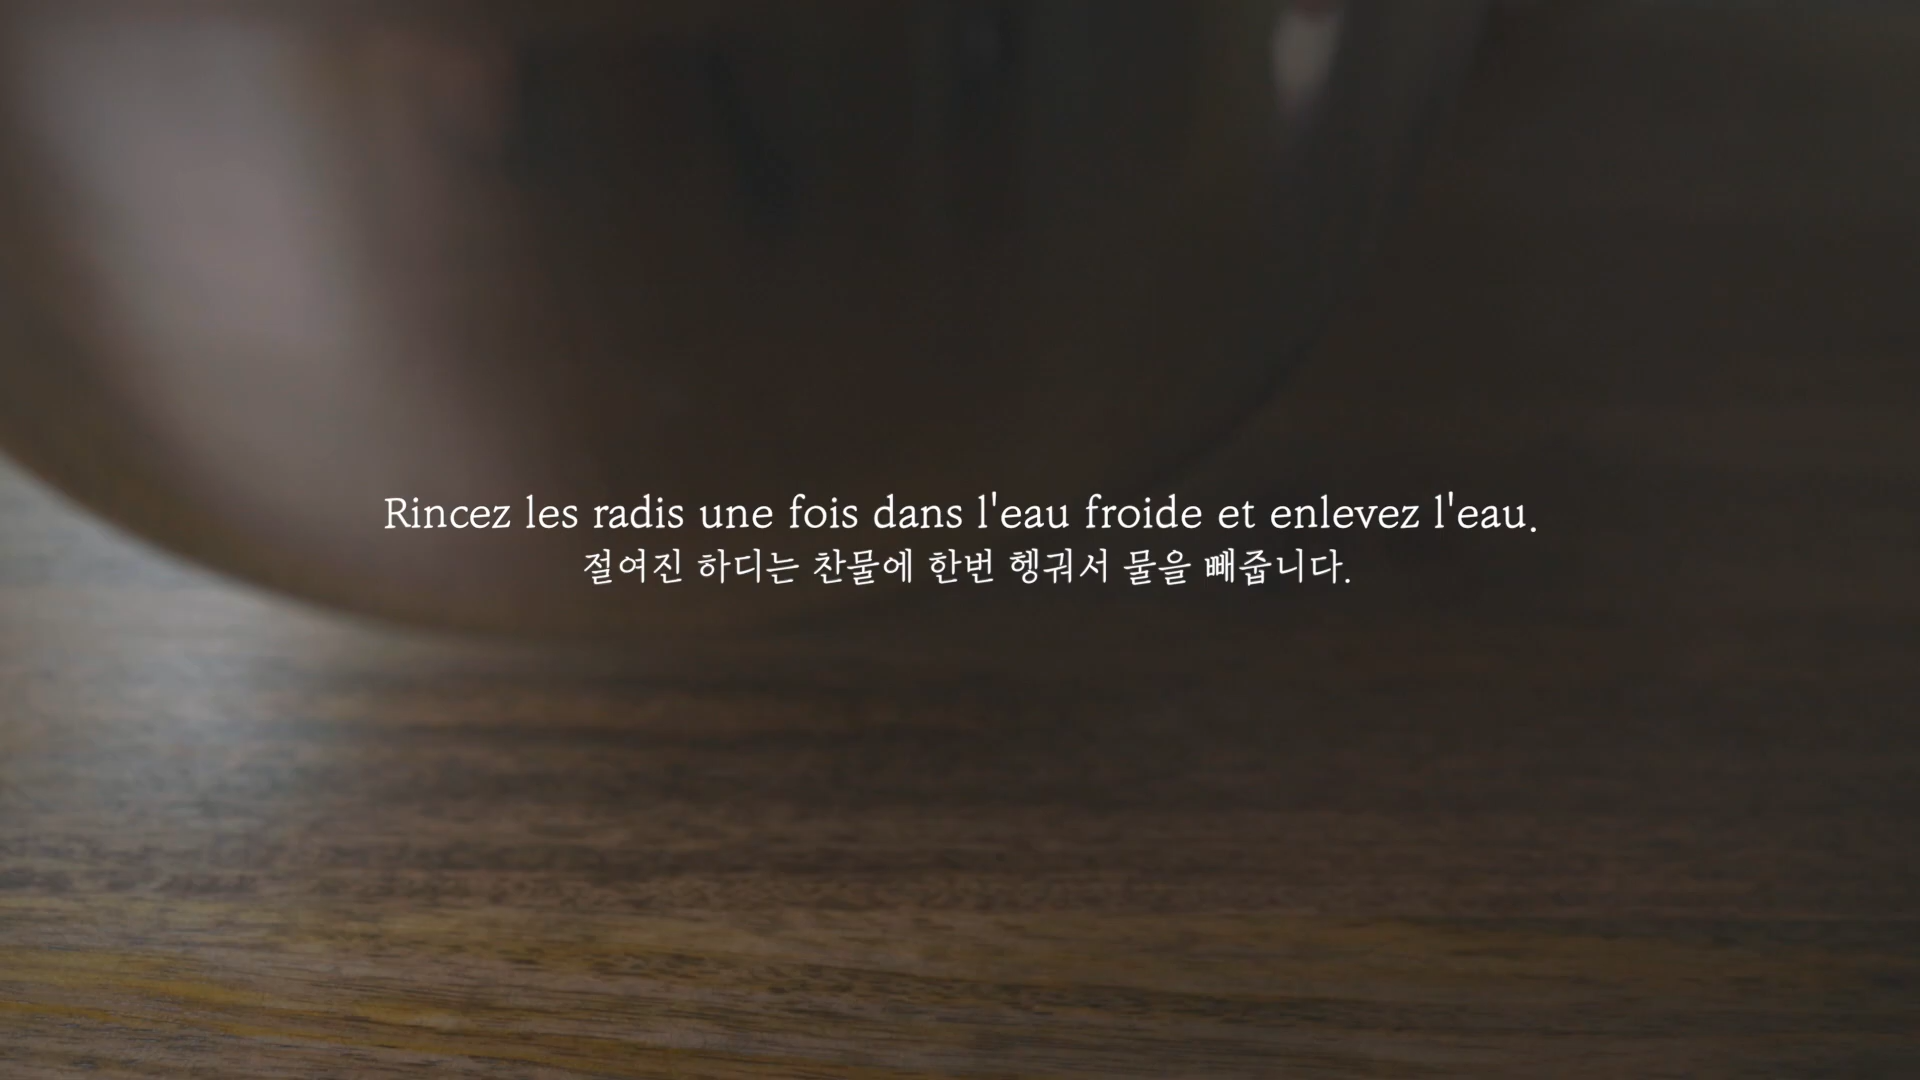 Rincez les radis une fois dans l'eau froide et enlevez l'eau.
절여진 하디는 찬물에 한번 헹궈서 물을 빼줍니다.